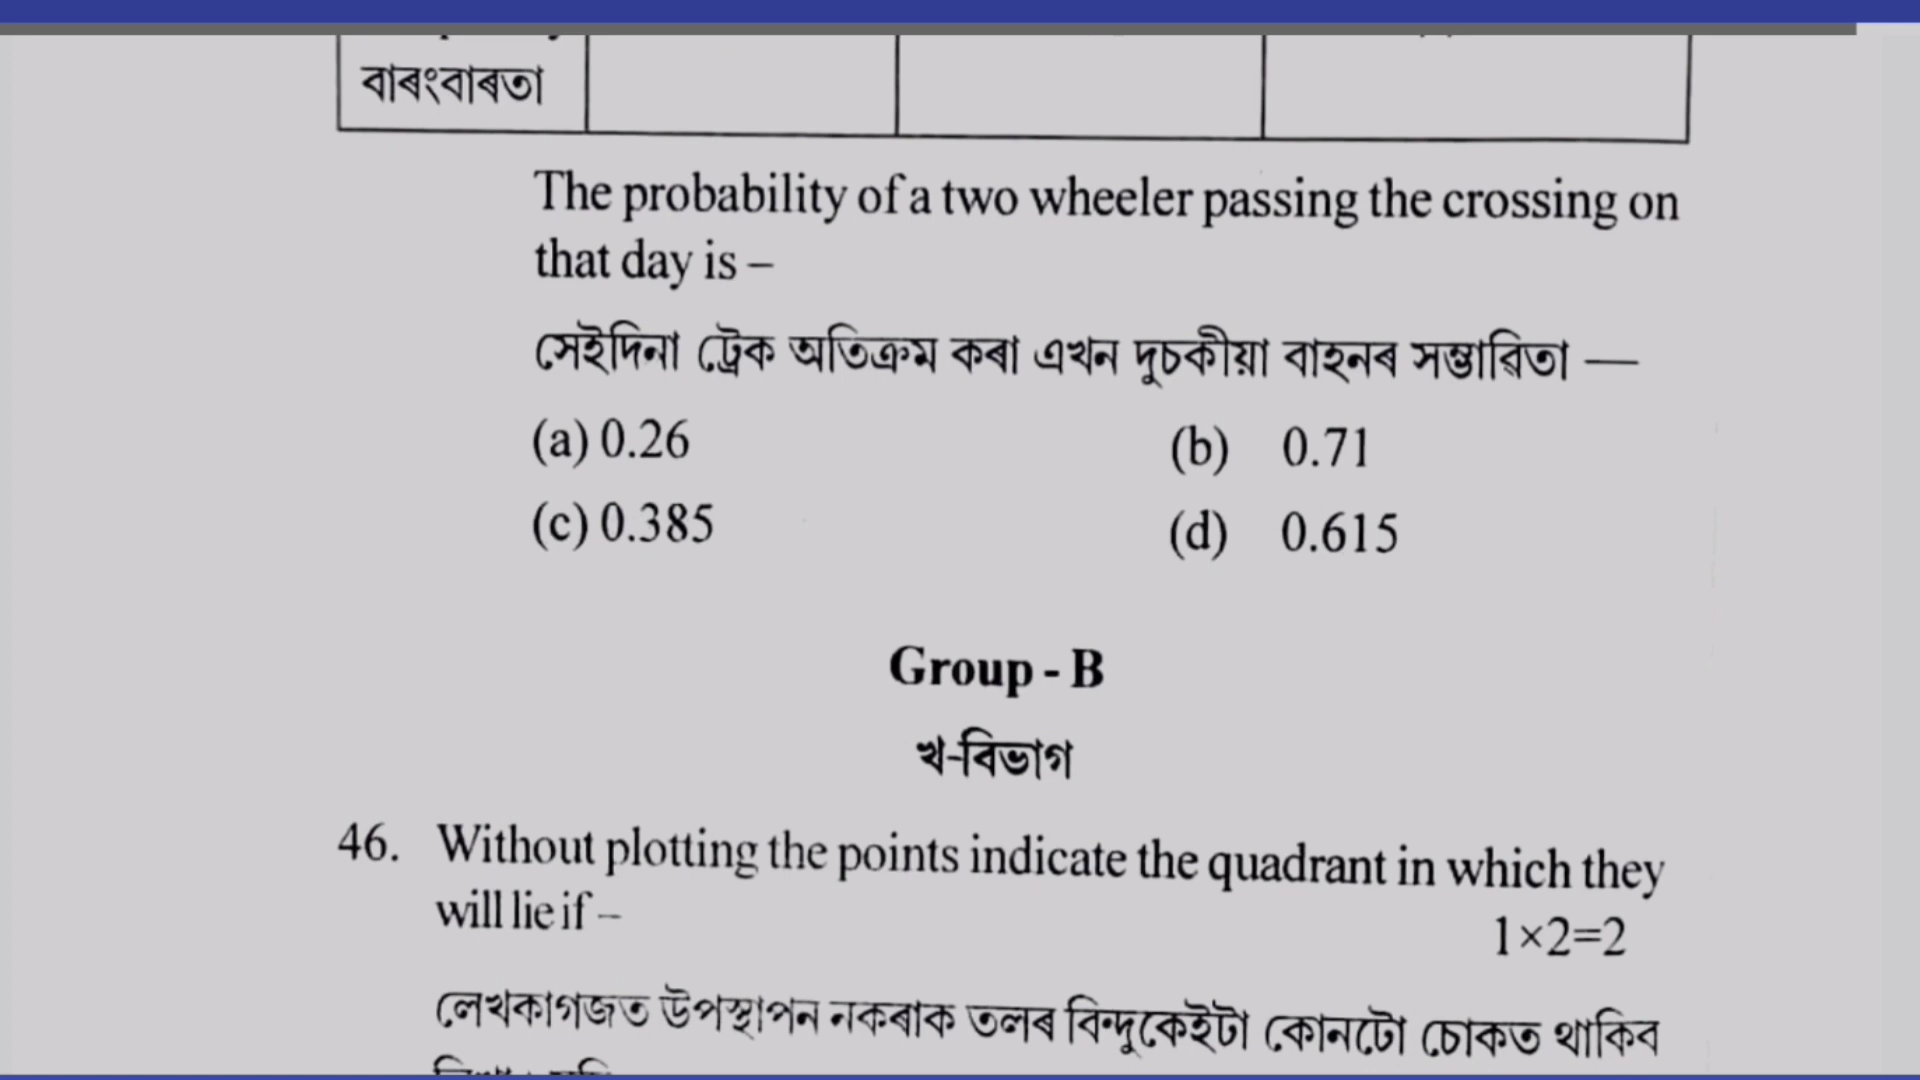 বাৰংবাৰতা
The probability of a two wheeler passing the crossing on
that day is –
সেইদিনা ট্ৰেক অতিক্ৰম কৰা এখন দুচকীয়া বাহনৰ সম্ভাৱিতা —
(a) 0.26 (b) 0.71
(c) 0.385 (d) 0.615
Group - B
খ-বিভাগ
46. Without plotting the points indicate the quadrant in which they
will lie if – 1×2=2
লেখকাগজত উপস্থাপন নকৰাক তলৰ বিন্দুকেইটা কোনটো চোকত থাকিব